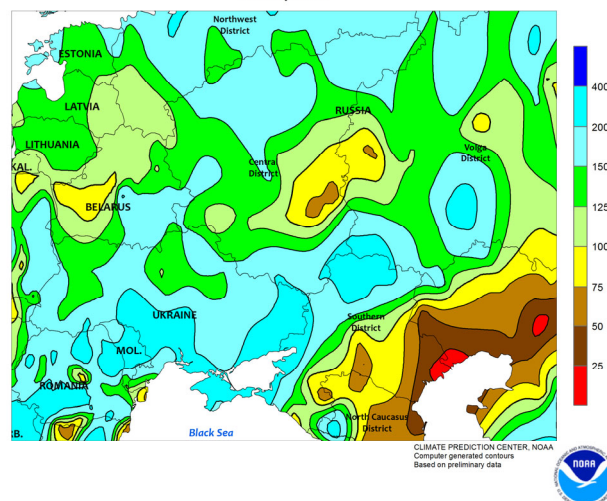 Northwest
District
ESTONIA
LATVIA
RUSSIA
LITHUANIA
Central
District
Volga
District
KAL.
BELARUS
UKRAINE
Southern
District
MOL.
ROMANIA
North Caucasus
District
RB.
Black Sea
400
200
150
125
100
75
50
25
CLIMATE PREDICTION CENTER, NOAA
Computer generated contours
Based on preliminary data
NOAA